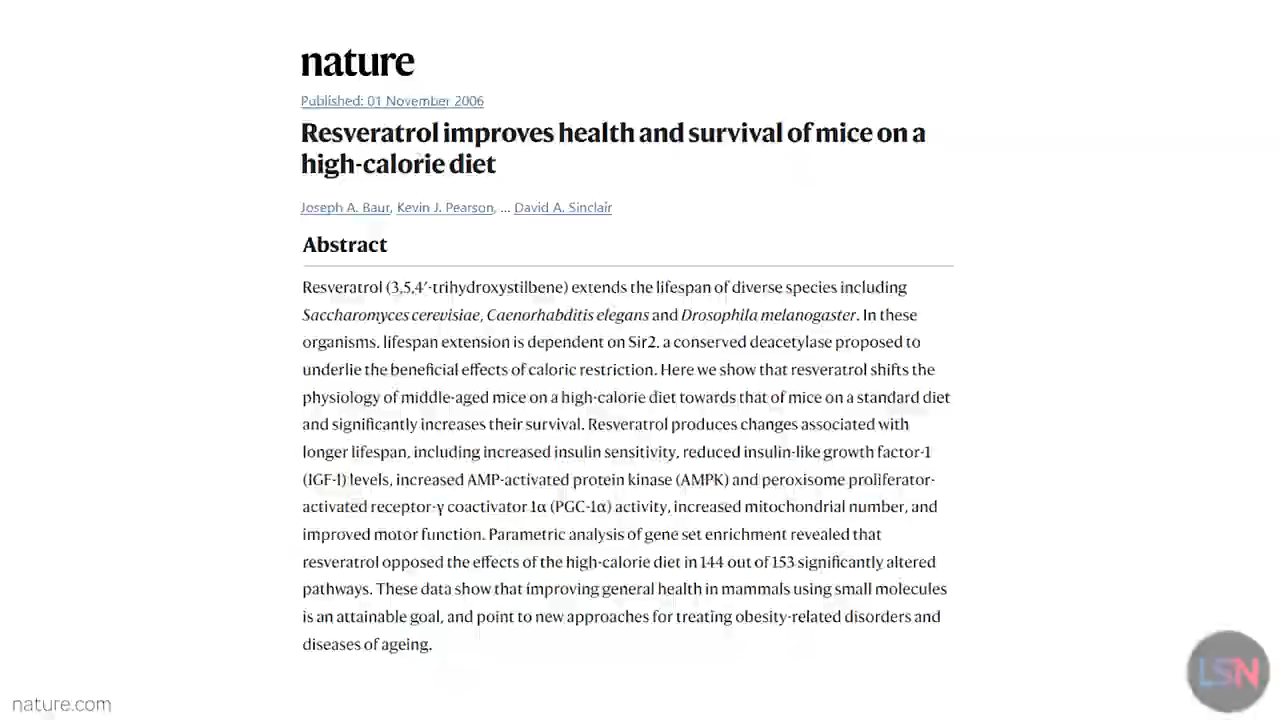 nature
Published: 01 November 2006
Resveratrol improves health and survival of mice on a
high-calorie diet
Joseph A. Baur, Kevin J. Pearson, ... David A. Sinclair
Abstract
Resveratrol (3,5,4′-trihydroxystilbene) extends the lifespan of diverse species including
Saccharomyces cerevisiae, Caenorhabditis elegans and Drosophila melanogaster. In these
organisms, lifespan extension is dependent on Sir2, a conserved deacetylase proposed to
underlie the beneficial effects of caloric restriction. Here we show that resveratrol shifts the
physiology of middle-aged mice on a high-calorie diet towards that of mice on a standard diet
and significantly increases their survival. Resveratrol produces changes associated with
longer lifespan, including increased insulin sensitivity, reduced insulin-like growth factor-1
(IGF-I) levels, increased AMP-activated protein kinase (AMPK) and peroxisome proliferator-
activated receptor-γ coactivator 1α (PGC-1α) activity, increased mitochondrial number, and
improved motor function. Parametric analysis of gene set enrichment revealed that
resveratrol opposed the effects of the high-calorie diet in 144 out of 153 significantly altered
pathways. These data show that improving general health in mammals using small molecules
is an attainable goal, and point to new approaches for treating obesity-related disorders and
diseases of ageing.
LSN
nature.com